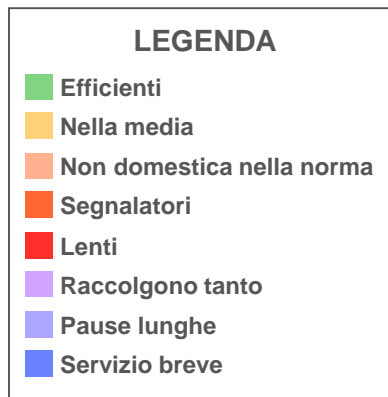 LEGENDA
Efficienti
Nella media
Non domestica nella norma
Segnalatori
Lenti
Raccolgono tanto
Pause lunghe
Servizio breve